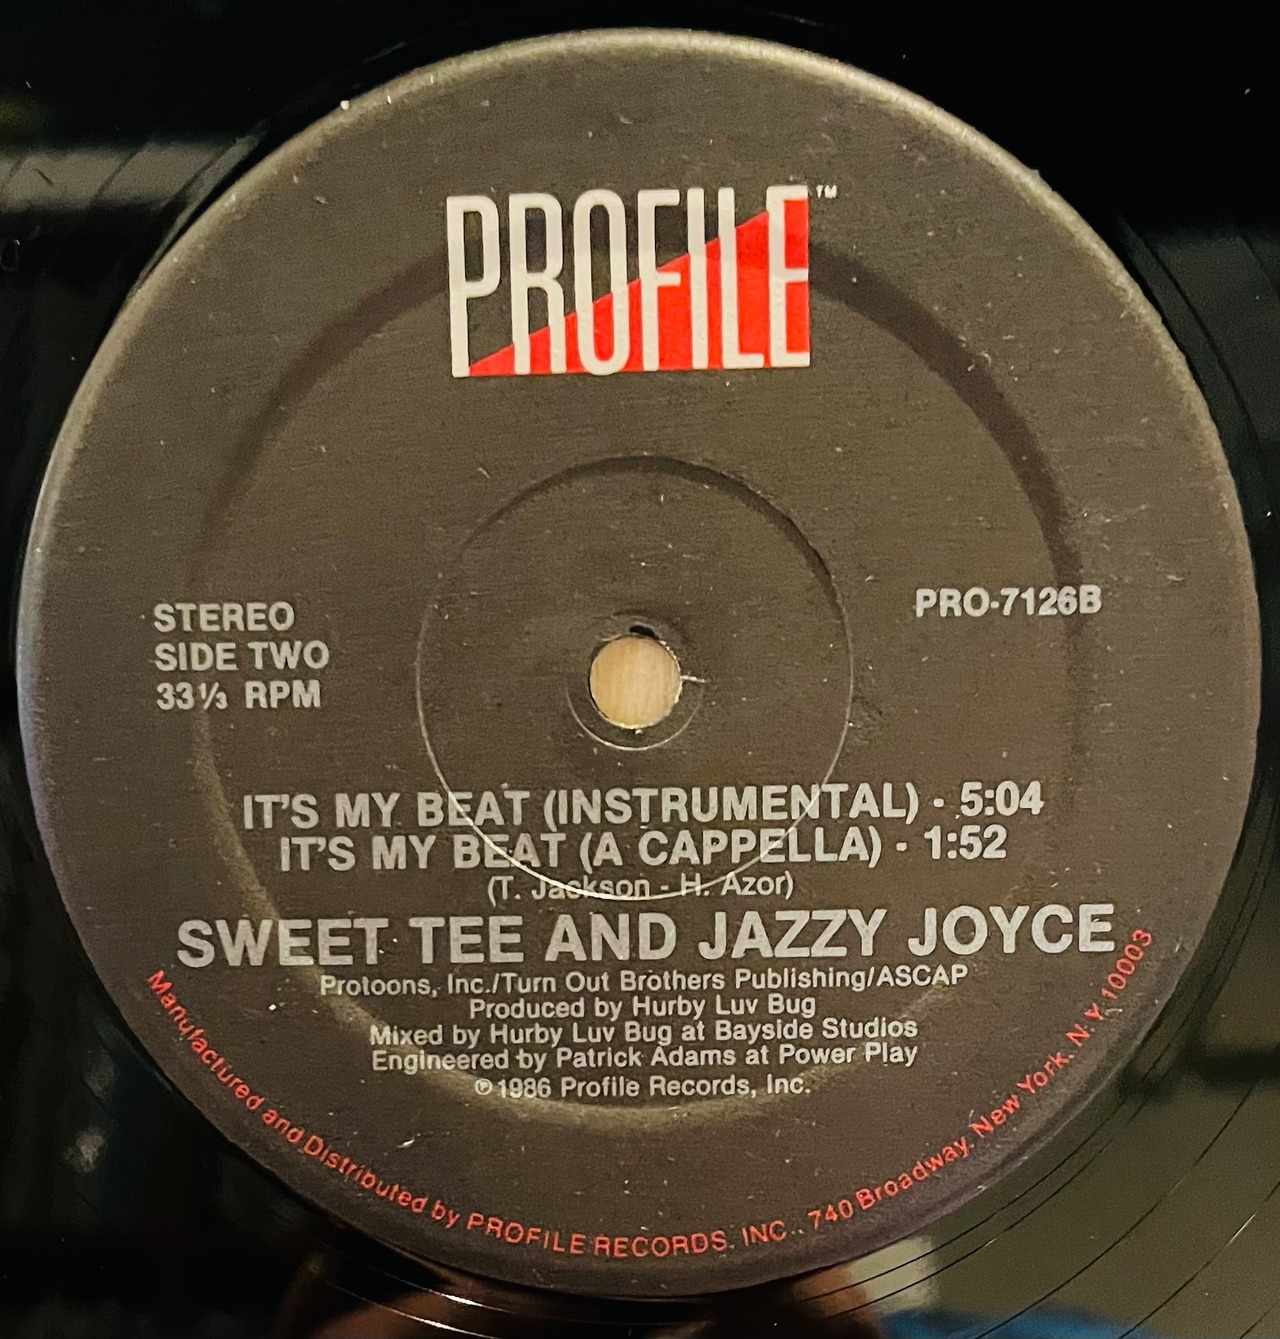 PROFILE™
STEREO
SIDE TWO
33⅓ RPM
PRO-7126B
IT'S MY BEAT (INSTRUMENTAL) · 5:04
IT'S MY BEAT (A CAPPELLA) · 1:52
(T. Jackson - H. Azor)
SWEET TEE AND JAZZY JOYCE
Protoons, Inc./Turn Out Brothers Publishing/ASCAP
Produced by Hurby Luv Bug
Mixed by Hurby Luv Bug at Bayside Studios
Engineered by Patrick Adams at Power Play
℗1986 Profile Records, Inc.
Manufactured and Distributed by PROFILE RECORDS, INC., 740 Broadway, New York, N.Y. 10003